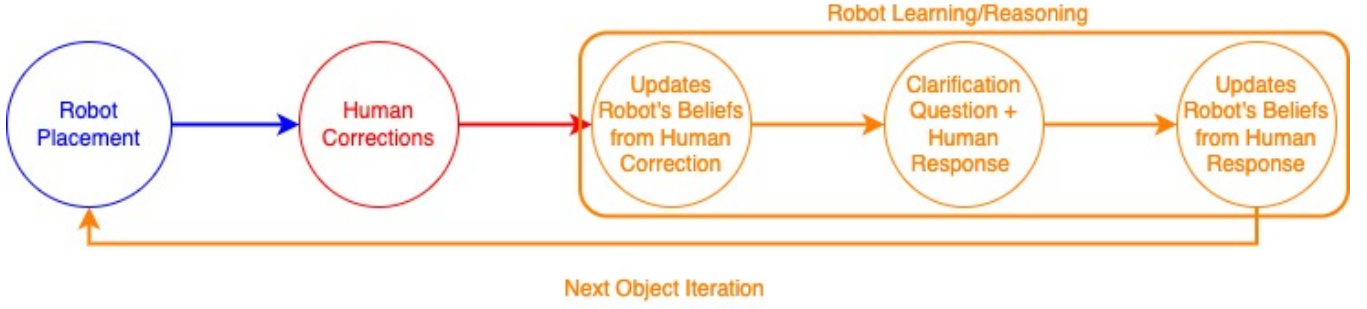 Robot Learning/Reasoning
Robot
Placement
Human
Corrections
Updates
Robot's Beliefs
from Human
Correction
Clarification
Question +
Human
Response
Updates
Robot's Beliefs
from Human
Response
Next Object Iteration